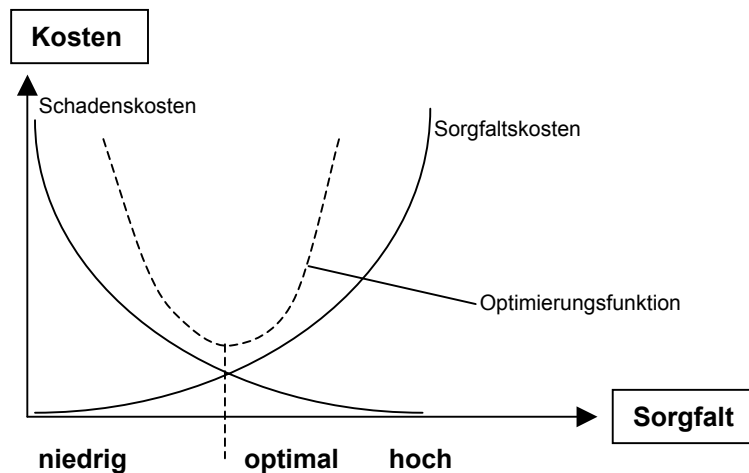 Kosten
Schadenskosten
Sorgfaltskosten
Optimierungsfunktion
Sorgfalt
niedrig optimal hoch